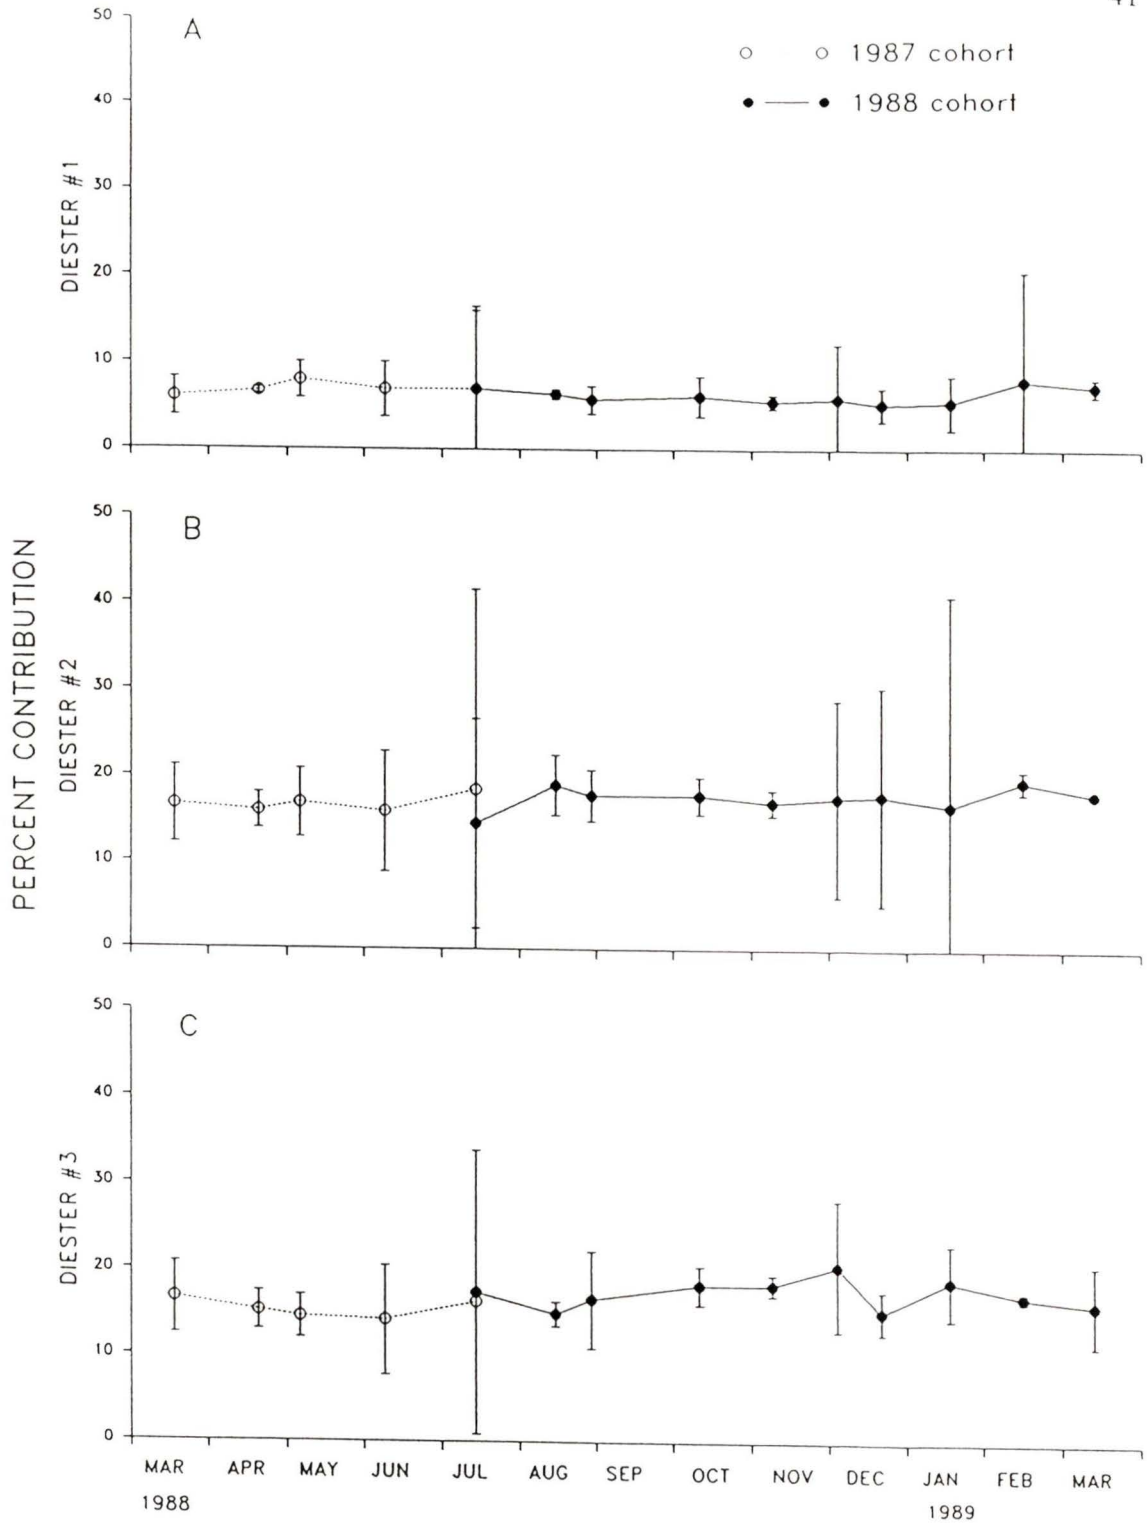 50
A
1987 cohort
1988 cohort
40
30
20
10
0
DIESTER #1
50
B
40
30
20
10
0
DIESTER #2
PERCENT CONTRIBUTION
50
C
40
30
20
10
0
DIESTER #3
MAR APR MAY JUN JUL AUG SEP OCT NOV DEC JAN FEB MAR
1988 1989